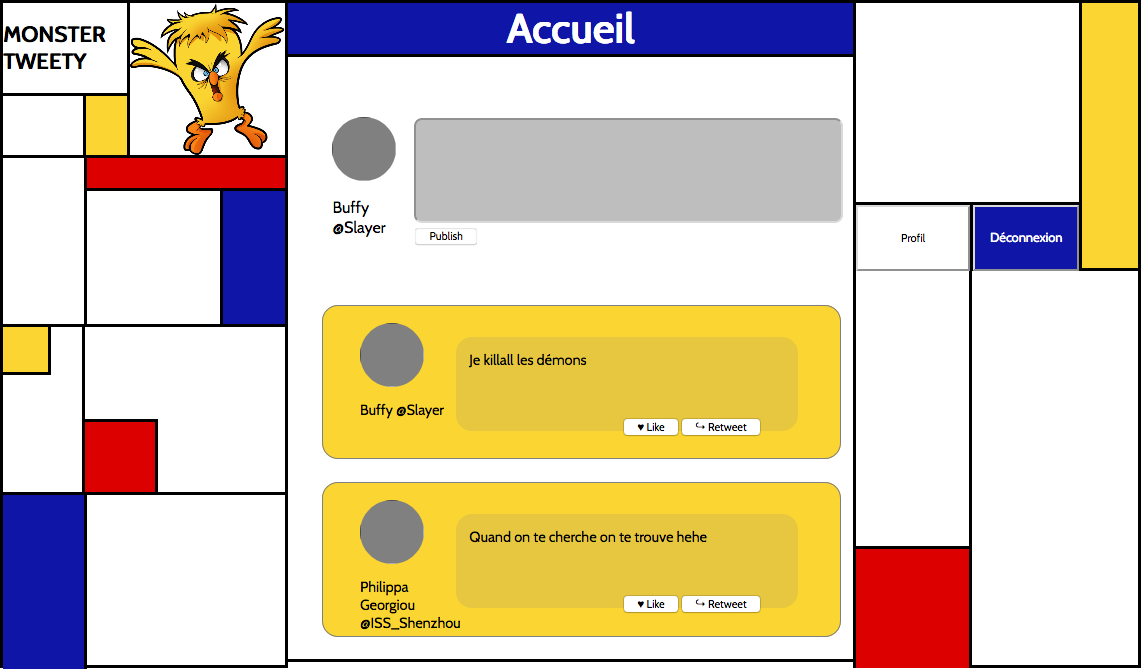 MONSTER
TWEETY
Accueil
Buffy
@Slayer
Publish
Profil
Déconnexion
Je killall les démons
Buffy @Slayer
♥ Like
↪ Retweet
Quand on te cherche on te trouve hehe
Philippa
Georgiou
@ISS_Shenzhou
♥ Like
↪ Retweet